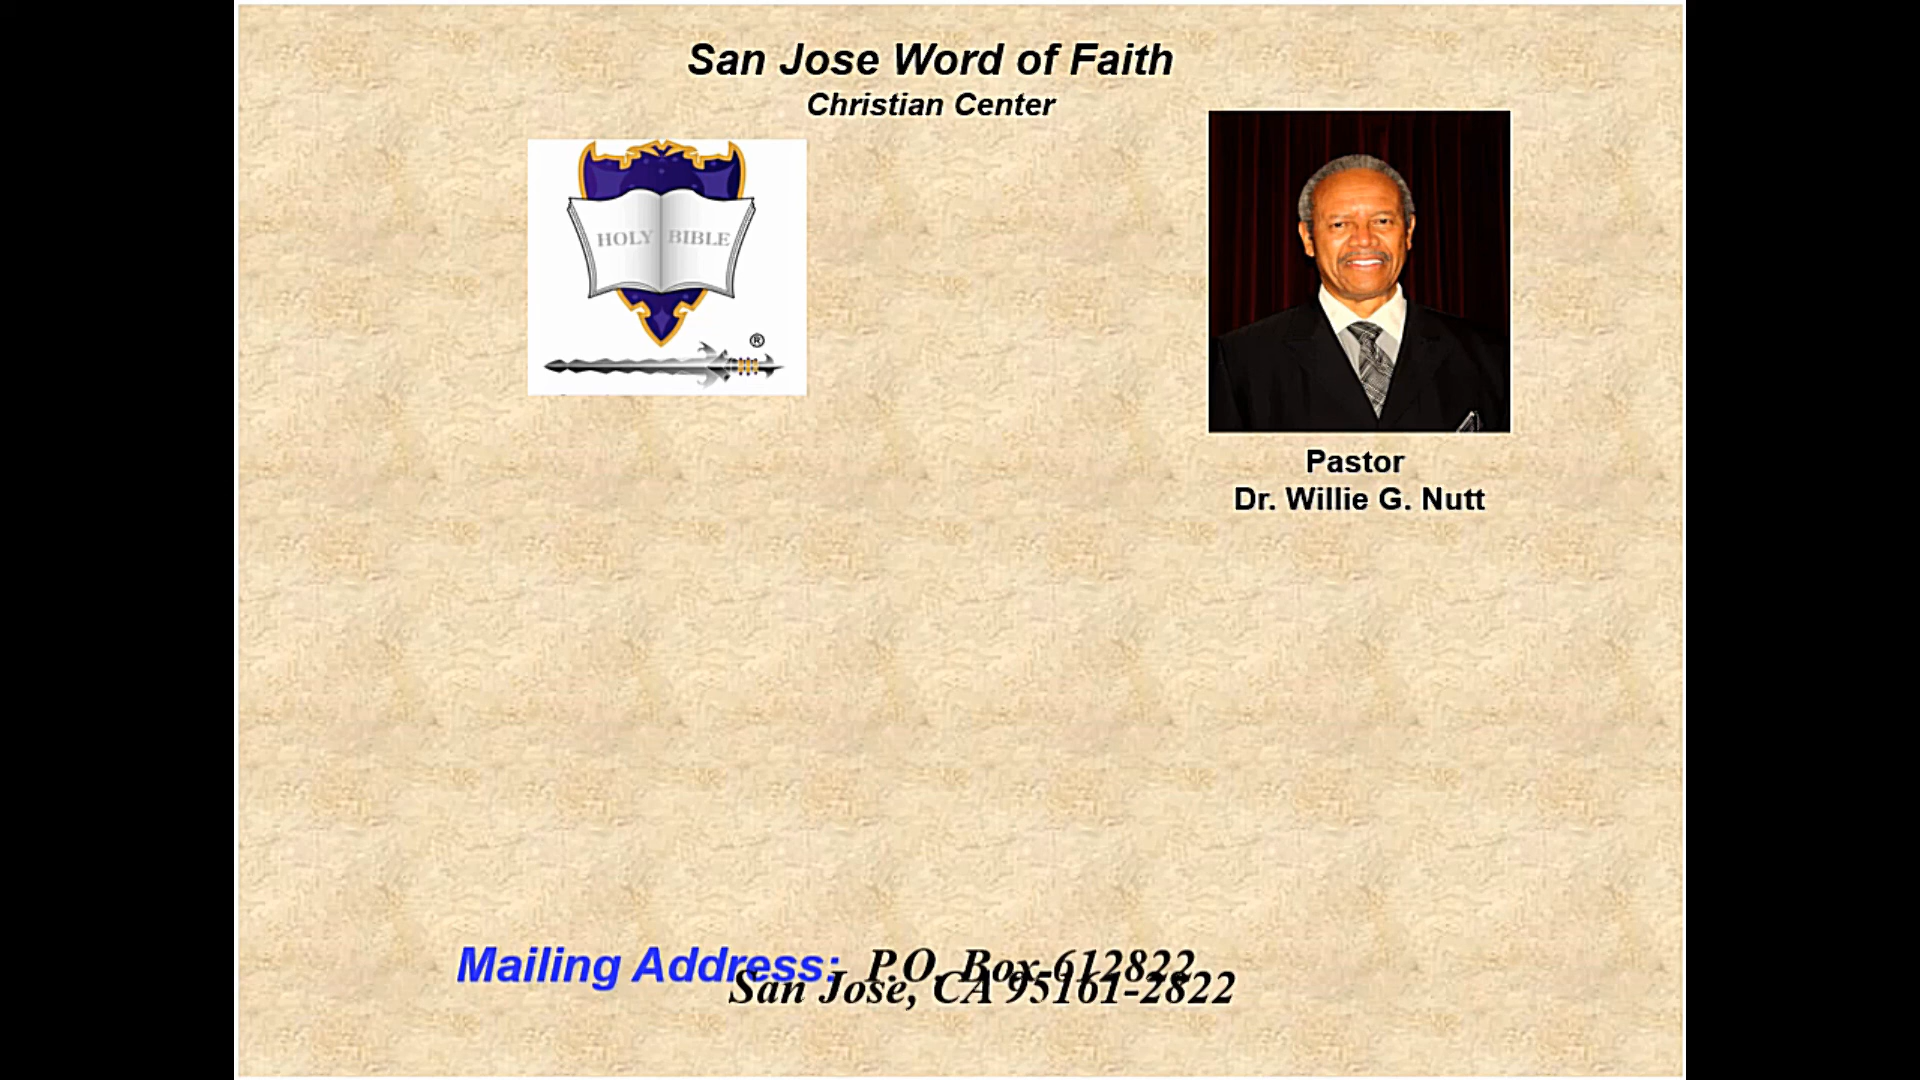 San Jose Word of Faith
Christian Center
HOLY BIBLE
®
Pastor
Dr. Willie G. Nutt
Mailing Address: P.O. Box-612822
San Jose, CA 95161-2822